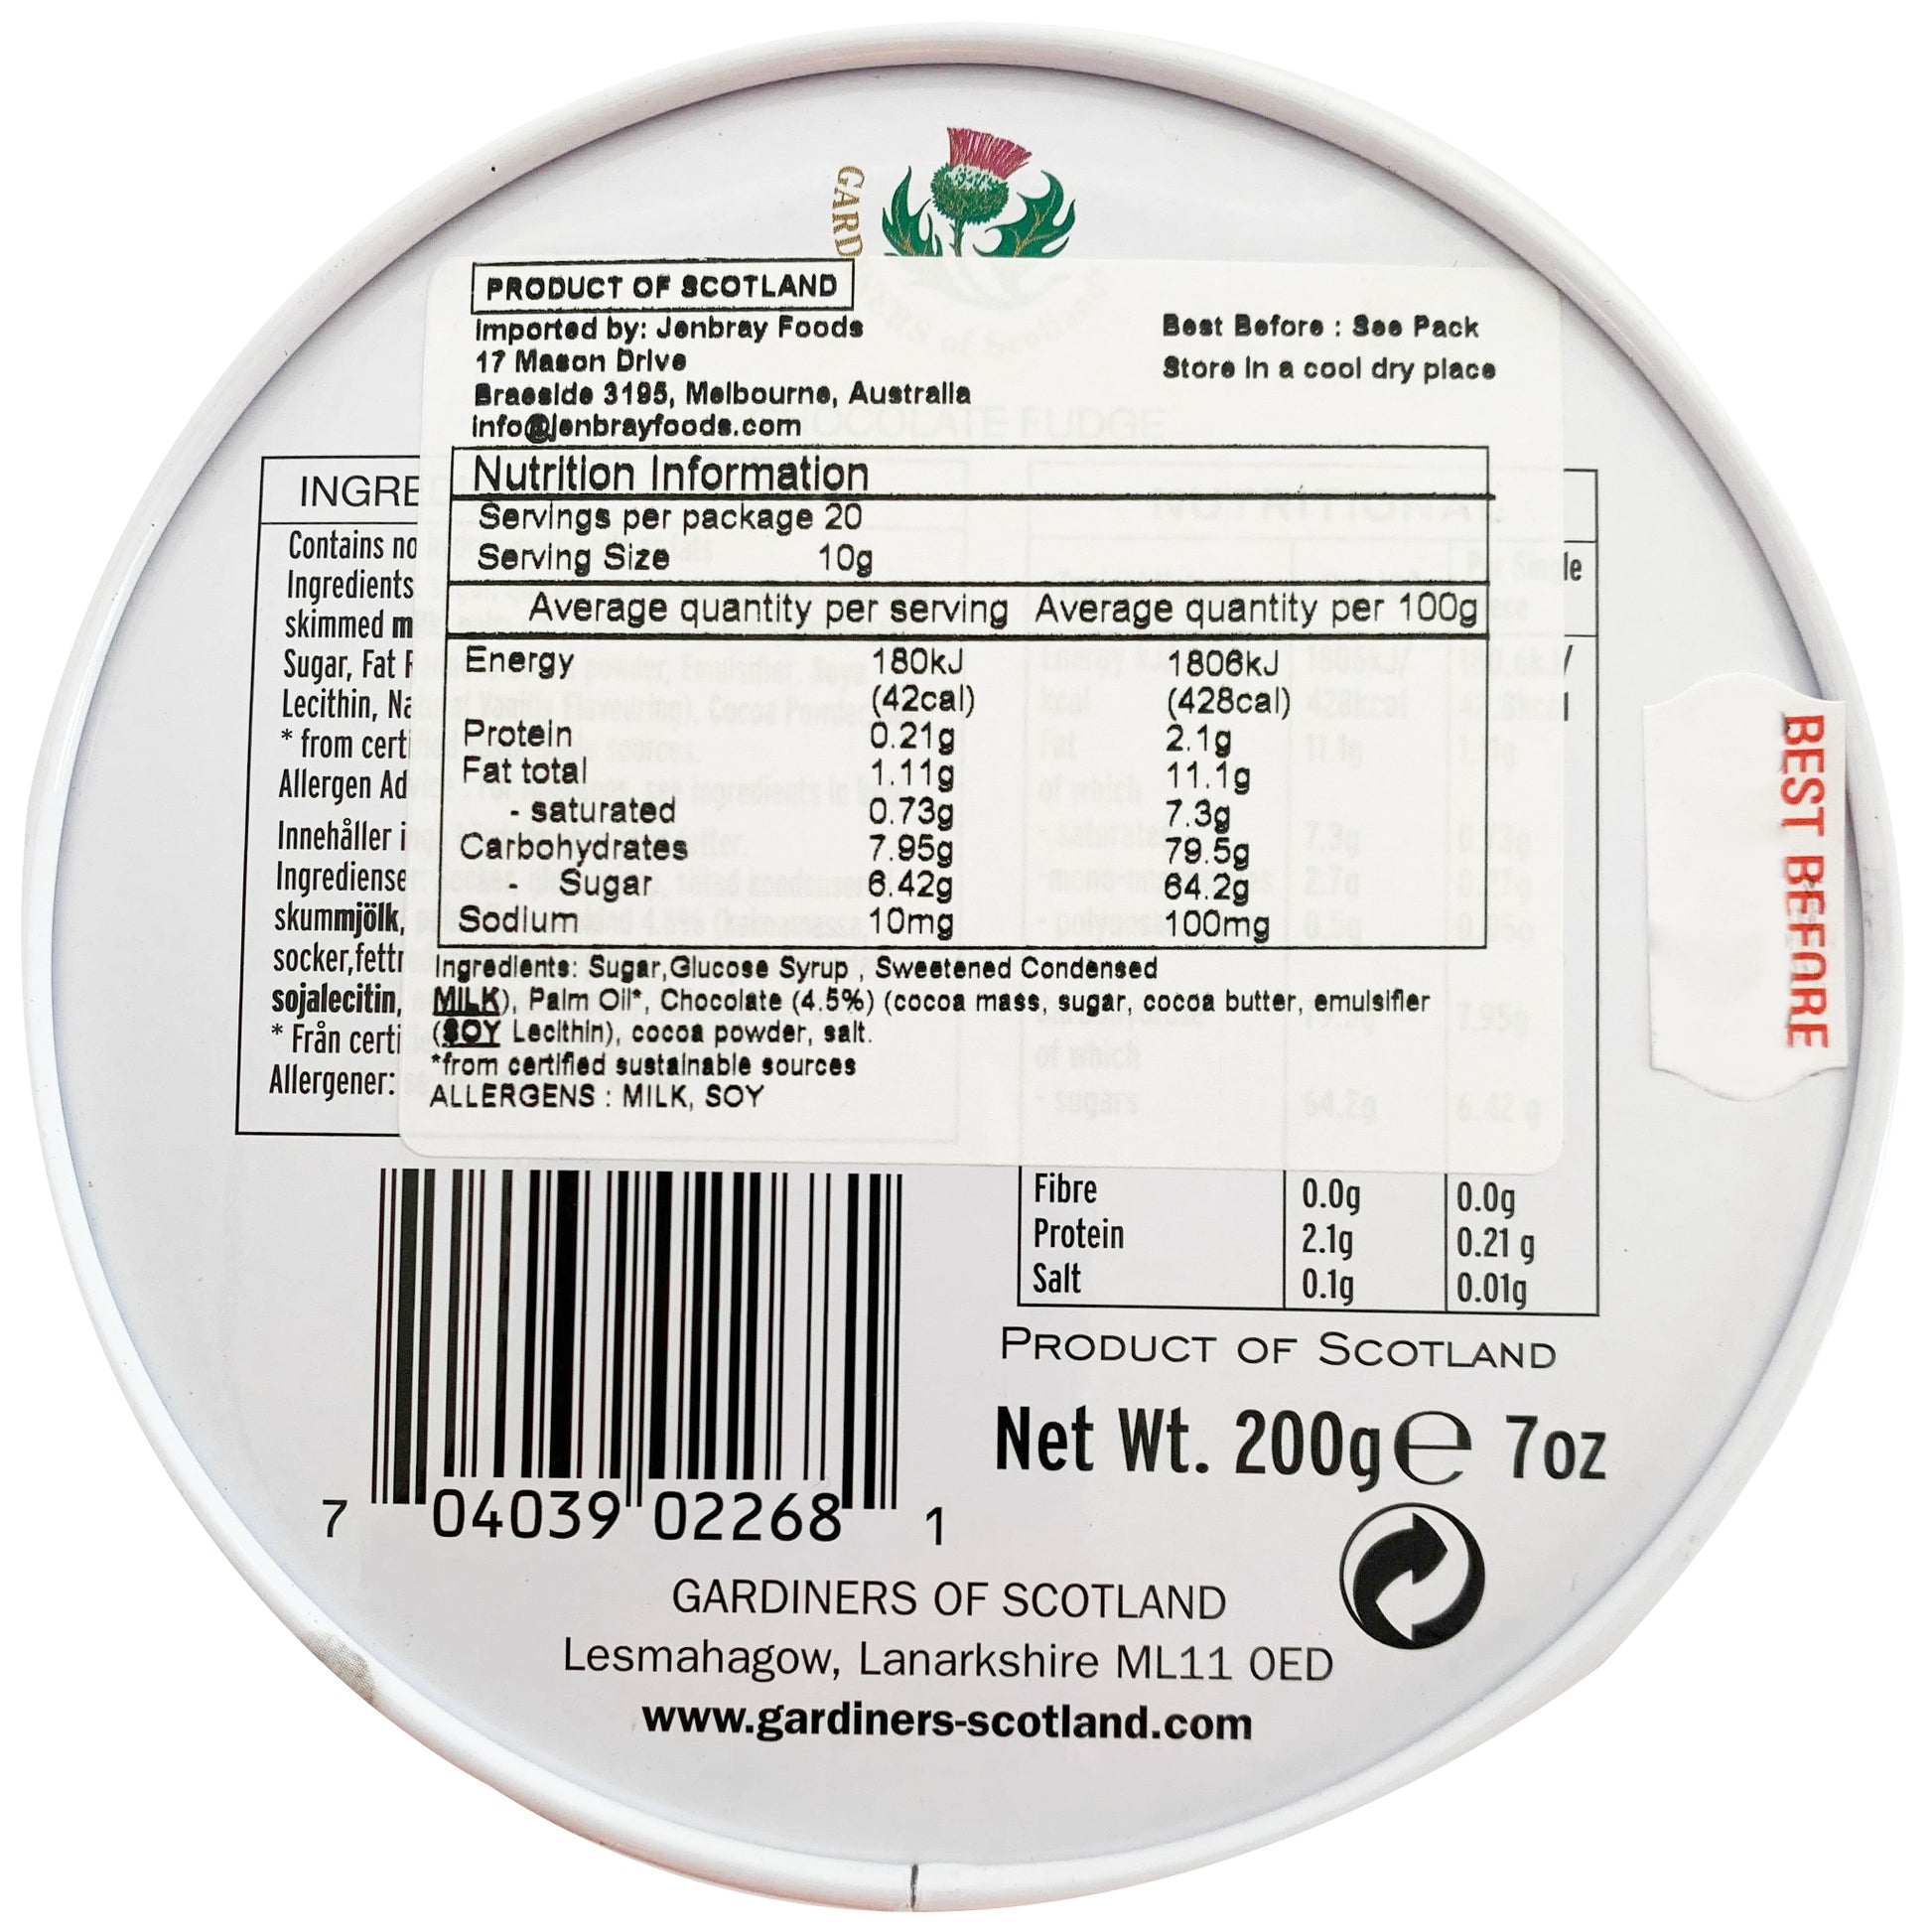 GARD
PRODUCT OF SCOTLAND
Imported by: Jenbray Foods
17 Mason Drive
Braeside 3195, Melbourne, Australia
info@jenbrayfoods.com
Best Before : See Pack
Store in a cool dry place
CHOCOLATE FUDGE
Nutrition Information
Servings per package 20
Serving Size 10g
Average quantity per serving Average quantity per 100g
Energy 180kJ 1806kJ
(42cal) (428cal)
Protein 0.21g 2.1g
Fat total 1.11g 11.1g
- saturated 0.73g 7.3g
Carbohydrates 7.95g 79.5g
- Sugar 6.42g 64.2g
Sodium 10mg 100mg
Ingredients: Sugar,Glucose Syrup , Sweetened Condensed
MILK), Palm Oil*, Chocolate (4.5%) (cocoa mass, sugar, cocoa butter, emulsifier
(SOY Lecithin), cocoa powder, salt.
*from certified sustainable sources
ALLERGENS : MILK, SOY
INGRE
Contains no
Ingredients
skimmed m
Sugar, Fat
Lecithin, Na
* from certi
Allergen Ad
Innehåller i
Ingrediense
skummjölk,
socker,fettr
sojalecitin,
* Från certi
Allergener:
NUTRITIONAL
BEST BEFORE
Fibre 0.0g 0.0g
Protein 2.1g 0.21 g
Salt 0.1g 0.01g
PRODUCT OF SCOTLAND
Net Wt. 200g e 7oz
7 04039 02268 1
GARDINERS OF SCOTLAND
Lesmahagow, Lanarkshire ML11 0ED
www.gardiners-scotland.com